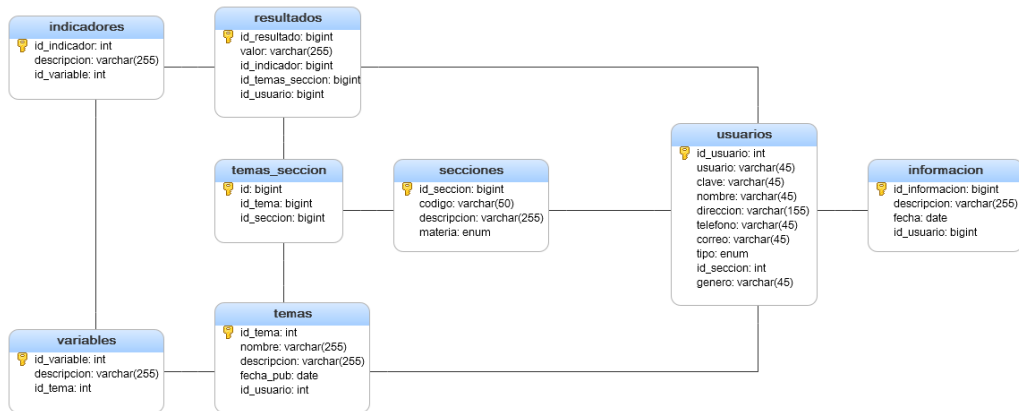 indicadores
id_indicador: int
descripcion: varchar(255)
id_variable: int
resultados
id_resultado: bigint
valor: varchar(255)
id_indicador: bigint
id_temas_seccion: bigint
id_usuario: bigint
temas_seccion
id: bigint
id_tema: bigint
id_seccion: bigint
secciones
id_seccion: bigint
codigo: varchar(50)
descripcion: varchar(255)
materia: enum
usuarios
id_usuario: int
usuario: varchar(45)
clave: varchar(45)
nombre: varchar(45)
direccion: varchar(155)
telefono: varchar(45)
correo: varchar(45)
tipo: enum
id_seccion: int
genero: varchar(45)
informacion
id_informacion: bigint
descripcion: varchar(255)
fecha: date
id_usuario: bigint
variables
id_variable: int
descripcion: varchar(255)
id_tema: int
temas
id_tema: int
nombre: varchar(255)
descripcion: varchar(255)
fecha_pub: date
id_usuario: int